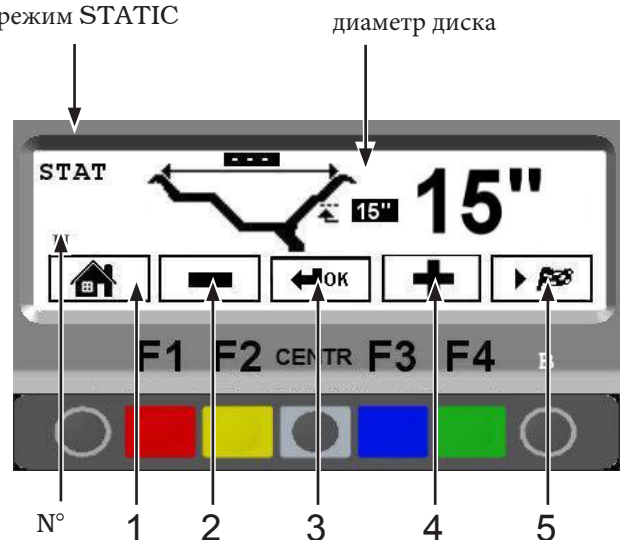 режим STATIC
диаметр диска
STAT
---
15"
15"
OK
F1 F2 CENTR F3 F4 B
N° 1 2 3 4 5